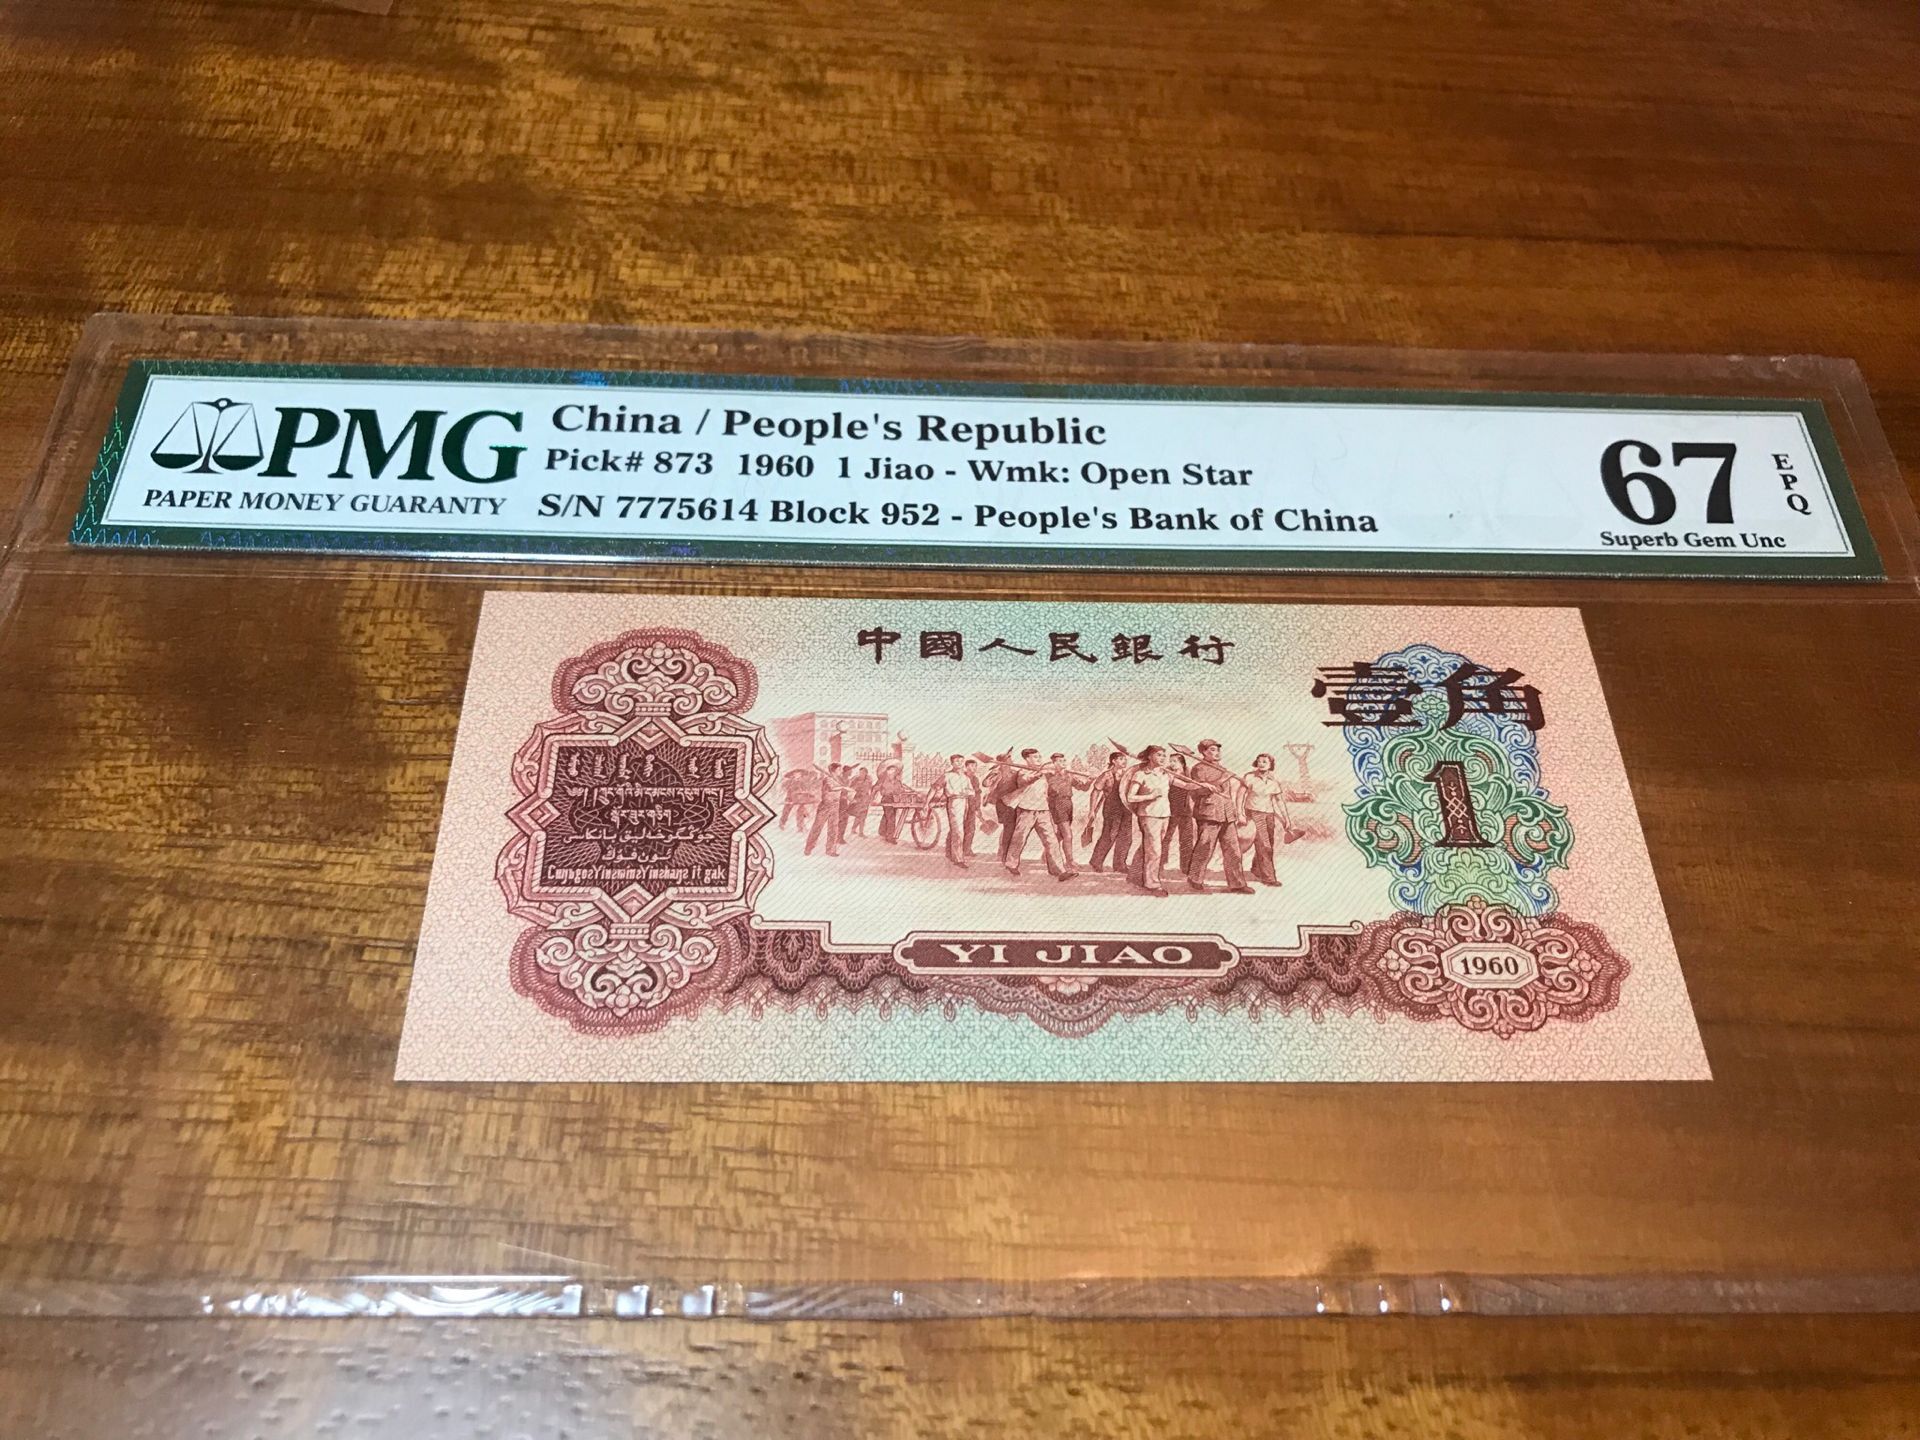 PMG
PAPER MONEY GUARANTY
China / People's Republic
Pick# 873 1960 1 Jiao - Wmk: Open Star
S/N 7775614 Block 952 - People's Bank of China
67
EPQ
Superb Gem Unc
中國人民銀行
壹角
1
YI JIAO
1960